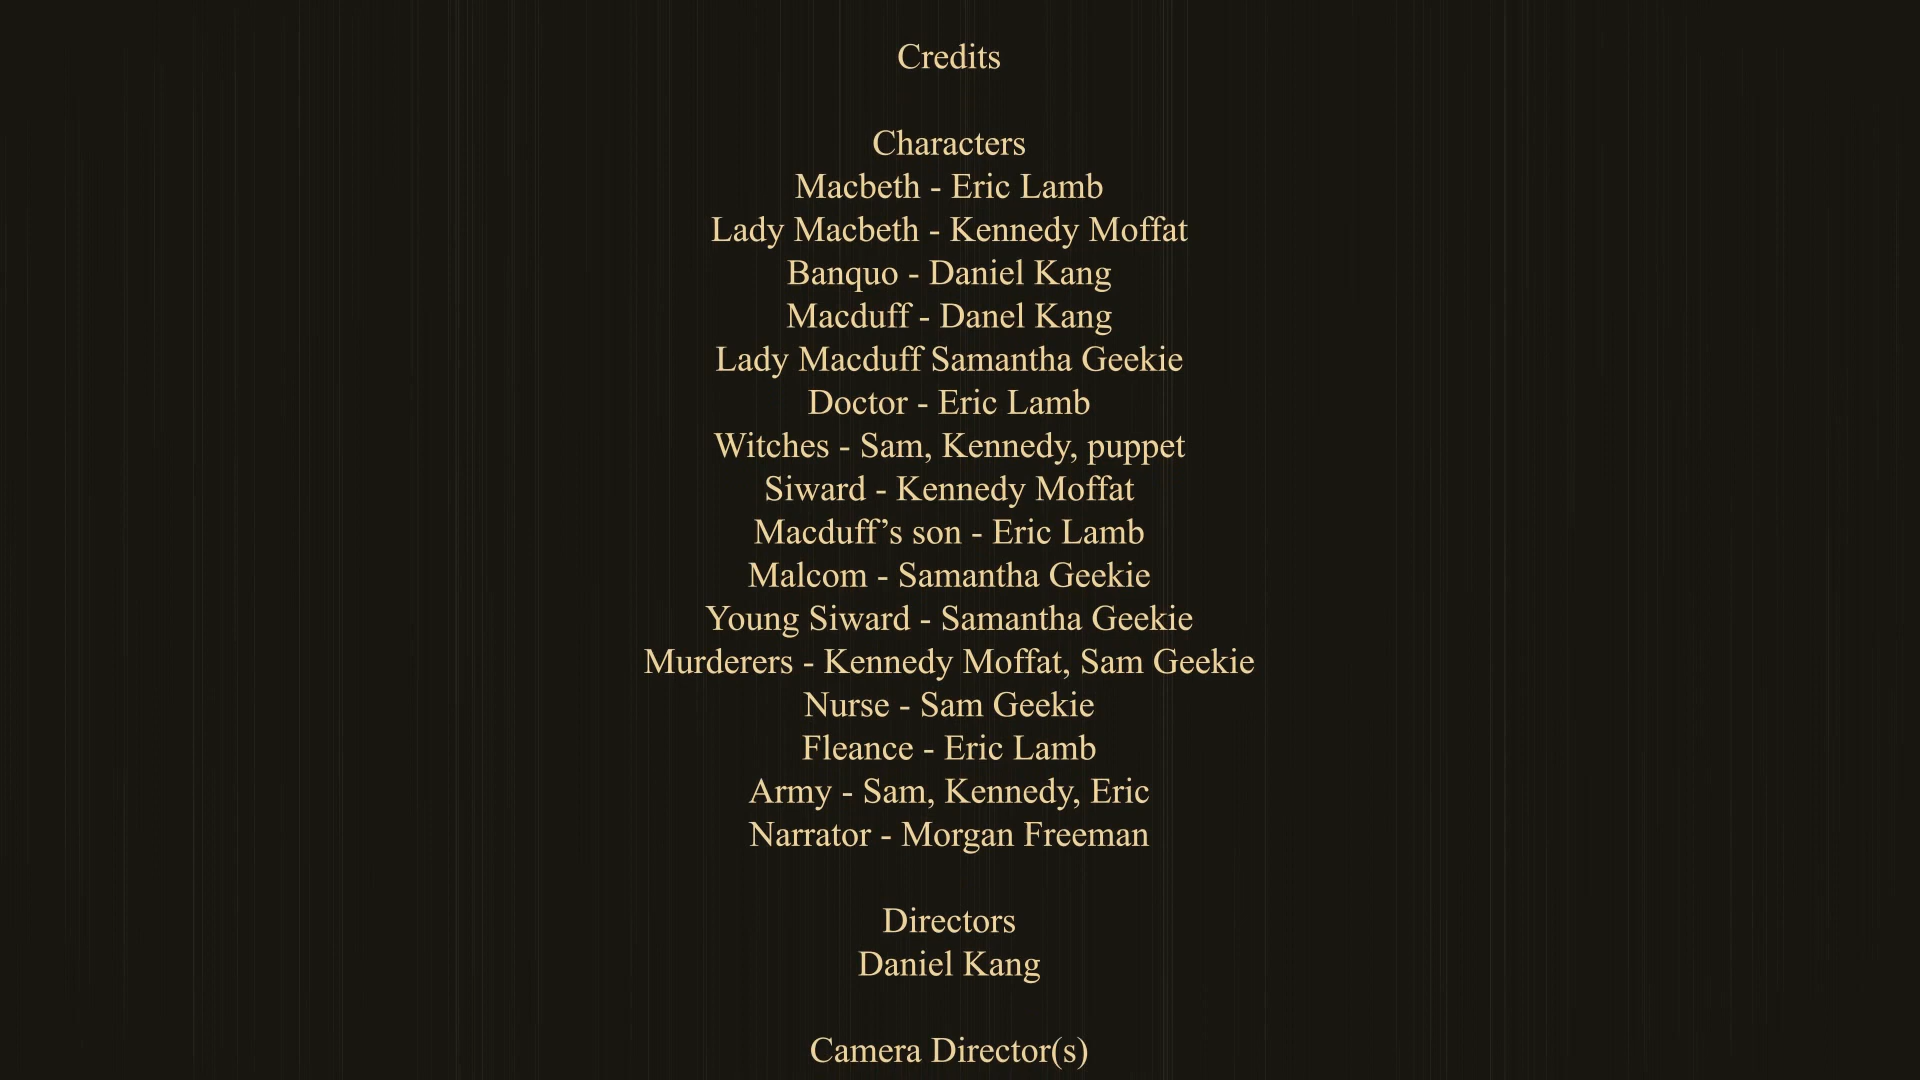 Credits
Characters
Macbeth - Eric Lamb
Lady Macbeth - Kennedy Moffat
Banquo - Daniel Kang
Macduff - Danel Kang
Lady Macduff Samantha Geekie
Doctor - Eric Lamb
Witches - Sam, Kennedy, puppet
Siward - Kennedy Moffat
Macduff’s son - Eric Lamb
Malcom - Samantha Geekie
Young Siward - Samantha Geekie
Murderers - Kennedy Moffat, Sam Geekie
Nurse - Sam Geekie
Fleance - Eric Lamb
Army - Sam, Kennedy, Eric
Narrator - Morgan Freeman
Directors
Daniel Kang
Camera Director(s)